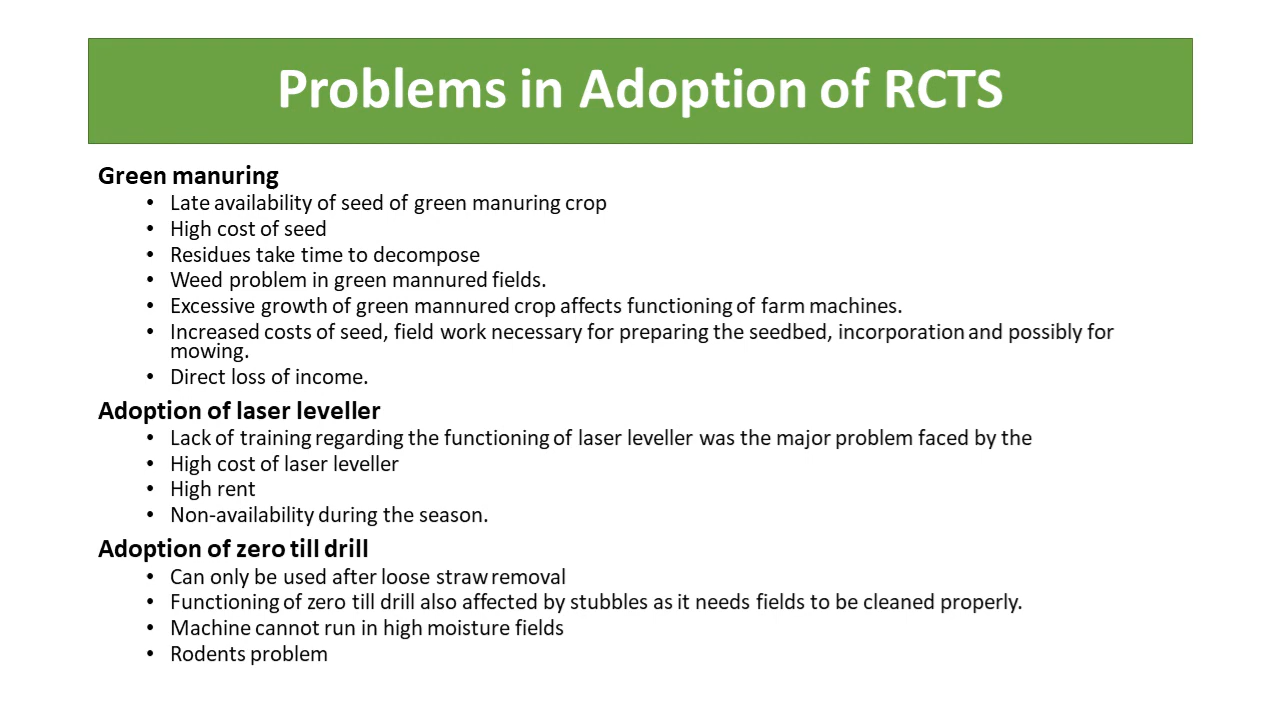 Problems in Adoption of RCTS
Green manuring
• Late availability of seed of green manuring crop
• High cost of seed
• Residues take time to decompose
• Weed problem in green mannured fields.
• Excessive growth of green mannured crop affects functioning of farm machines.
• Increased costs of seed, field work necessary for preparing the seedbed, incorporation and possibly for
mowing.
• Direct loss of income.
Adoption of laser leveller
• Lack of training regarding the functioning of laser leveller was the major problem faced by the
• High cost of laser leveller
• High rent
• Non-availability during the season.
Adoption of zero till drill
• Can only be used after loose straw removal
• Functioning of zero till drill also affected by stubbles as it needs fields to be cleaned properly.
• Machine cannot run in high moisture fields
• Rodents problem